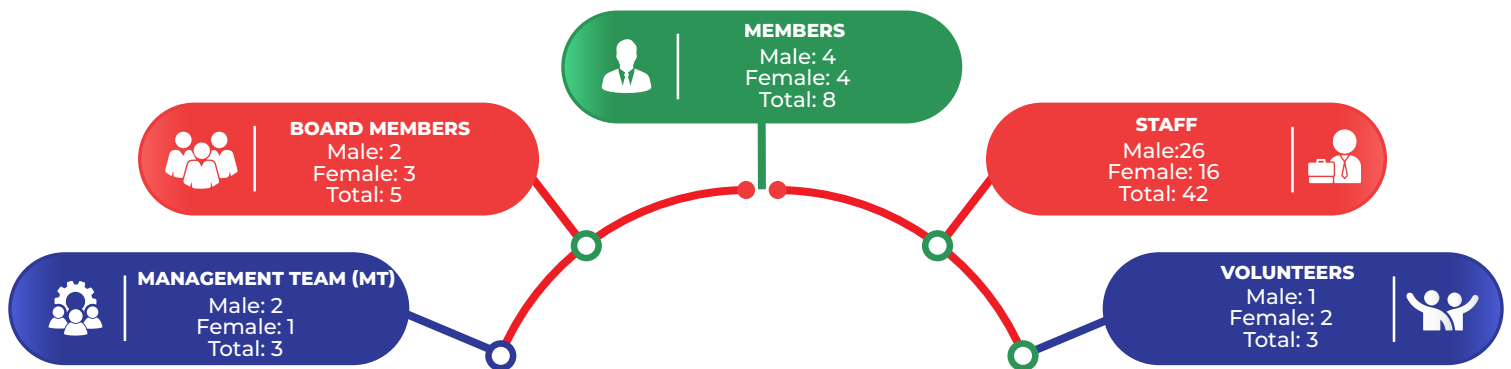 MEMBERS
Male: 4
Female: 4
Total: 8
BOARD MEMBERS
Male: 2
Female: 3
Total: 5
STAFF
Male:26
Female: 16
Total: 42
MANAGEMENT TEAM (MT)
Male: 2
Female: 1
Total: 3
VOLUNTEERS
Male: 1
Female: 2
Total: 3